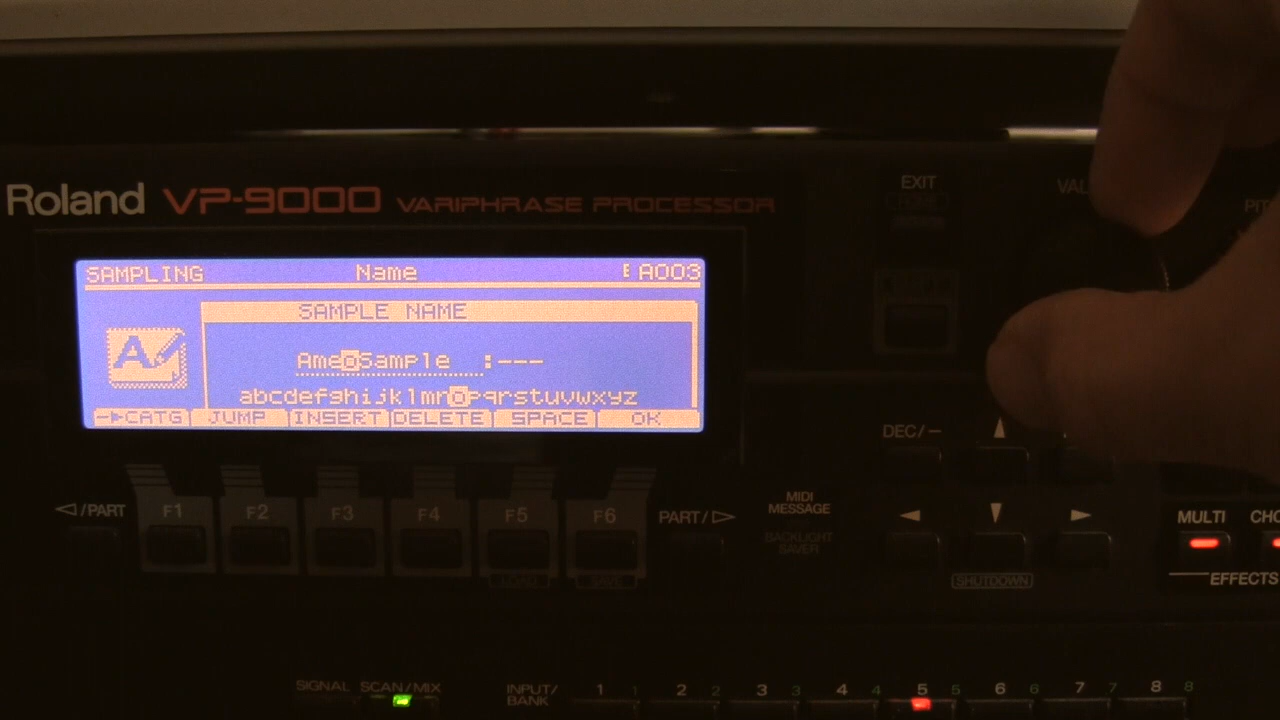 Roland VP-9000 VARIPHRASE PROCESSOR
EXIT
SAMPLING Name A003
SAMPLE NAME
AmeoSample :---
abcdefghijklmnopqrstuvwxyz
CATG JUMP INSERT DELETE SPACE OK
DEC/-
/PART F1 F2 F3 F4 F5 F6 PART/
MIDI
MESSAGE
BACKLIGHT
SAVER
LOAD
SHUTDOWN
MULTI
EFFECTS
SIGNAL SCAN/MIX
INPUT/
BANK
1 1 2 2 3 3 4 4 5 5 6 6 7 7 8 8